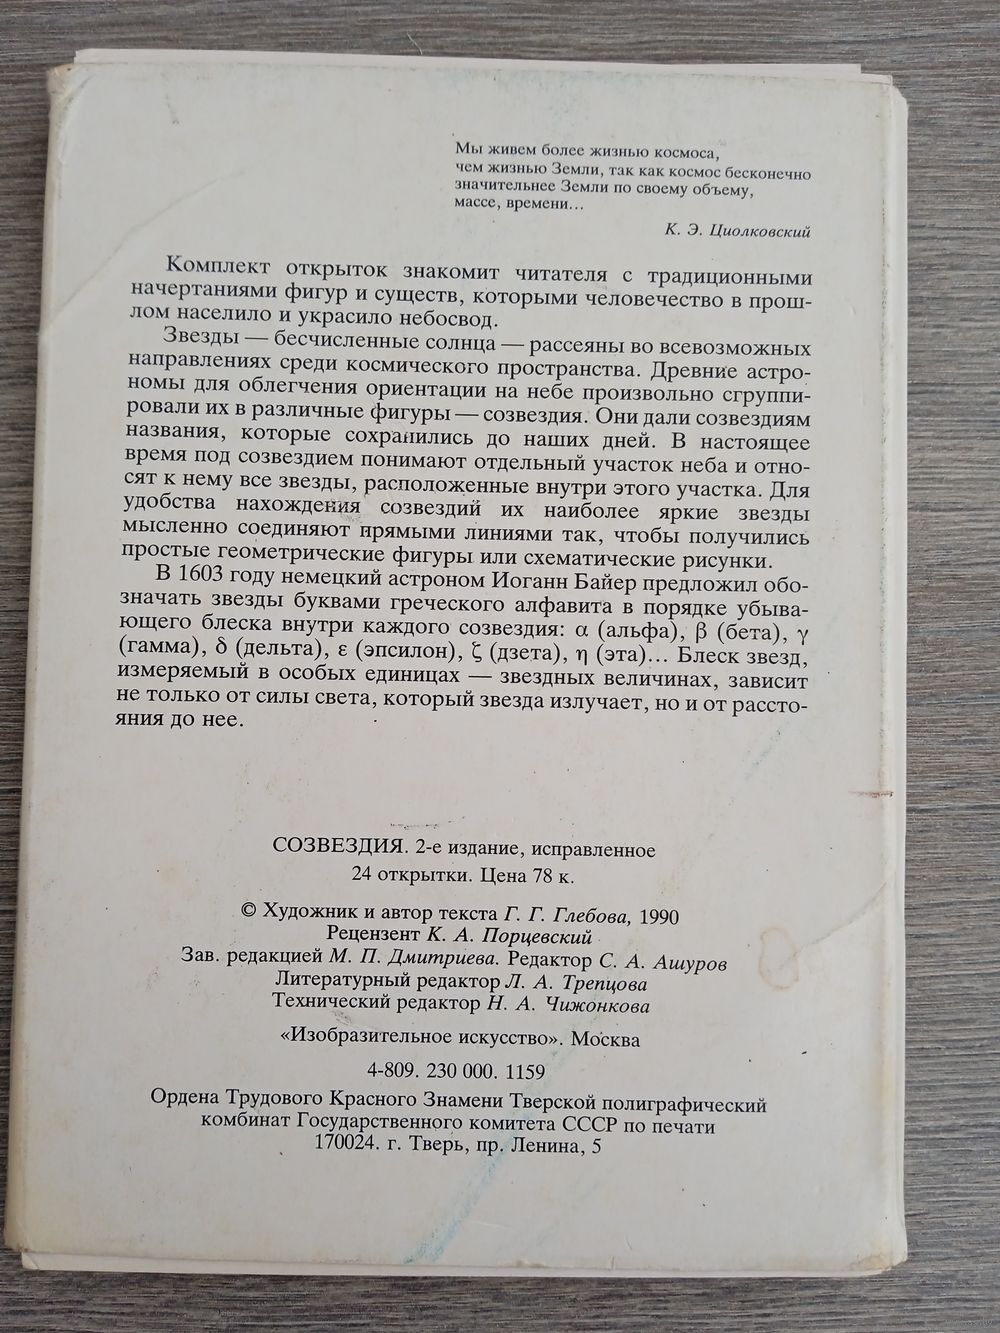 Мы живем более жизнью космоса,
чем жизнью Земли, так как космос бесконечно
значительнее Земли по своему объему,
массе, времени...
К. Э. Циолковский
Комплект открыток знакомит читателя с традиционными
начертаниями фигур и существ, которыми человечество в прош-
лом населило и украсило небосвод.
Звезды — бесчисленные солнца — рассеяны во всевозможных
направлениях среди космического пространства. Древние астро-
номы для облегчения ориентации на небе произвольно сгруппи-
ровали их в различные фигуры — созвездия. Они дали созвездиям
названия, которые сохранились до наших дней. В настоящее
время под созвездием понимают отдельный участок неба и отно-
сят к нему все звезды, расположенные внутри этого участка. Для
удобства нахождения созвездий их наиболее яркие звезды
мысленно соединяют прямыми линиями так, чтобы получились
простые геометрические фигуры или схематические рисунки.
В 1603 году немецкий астроном Иоганн Байер предложил обо-
значать звезды буквами греческого алфавита в порядке убыва-
ющего блеска внутри каждого созвездия: α (альфа), β (бета), γ
(гамма), δ (дельта), ε (эпсилон), ζ (дзета), η (эта)... Блеск звезд,
измеряемый в особых единицах — звездных величинах, зависит
не только от силы света, который звезда излучает, но и от рассто-
яния до нее.
СОЗВЕЗДИЯ. 2-е издание, исправленное
24 открытки. Цена 78 к.
© Художник и автор текста Г. Г. Глебова, 1990
Рецензент К. А. Порцевский
Зав. редакцией М. П. Дмитриева. Редактор С. А. Ашуров
Литературный редактор Л. А. Трепцова
Технический редактор Н. А. Чижонкова
«Изобразительное искусство». Москва
4-809. 230 000. 1159
Ордена Трудового Красного Знамени Тверской полиграфический
комбинат Государственного комитета СССР по печати
170024. г. Тверь, пр. Ленина, 5